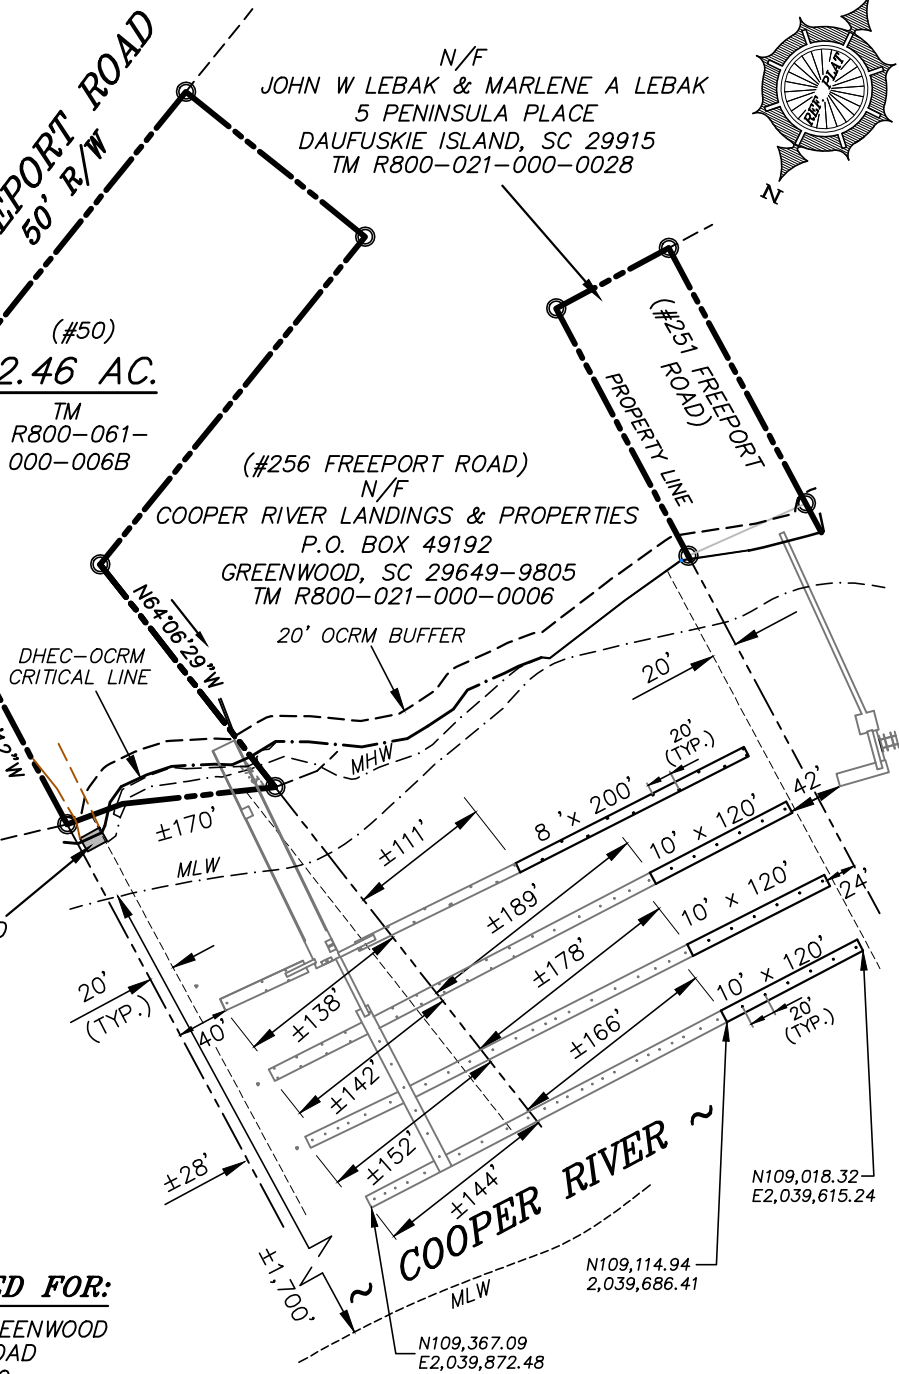 EPORT ROAD
50' R/W
N/F
JOHN W LEBAK & MARLENE A LEBAK
5 PENINSULA PLACE
DAUFUSKIE ISLAND, SC 29915
TM R800-021-000-0028
REF PLAT
N
(#50)
2.46 AC.
TM
R800-061-
000-006B
(#251 FREEPORT
ROAD)
PROPERTY LINE
(#256 FREEPORT ROAD)
N/F
COOPER RIVER LANDINGS & PROPERTIES
P.O. BOX 49192
GREENWOOD, SC 29649-9805
TM R800-021-000-0006
N64°06'29"W
20' OCRM BUFFER
DHEC-OCRM
CRITICAL LINE
12"W
20'
MHW
20'
(TYP.)
±170'
MLW
±111'
8 'x 200'
42'
10' x 120'
±189'
10' x 120'
24'
±178'
10' x 120'
20'
(TYP.)
±166'
20'
(TYP.)
40'
±138'
±142'
±152'
±144'
±28'
±1,700'
~ COOPER RIVER ~
MLW
N109,018.32
E2,039,615.24
N109,114.94
2,039,686.41
N109,367.09
E2,039,872.48
ED FOR:
EENWOOD
OAD